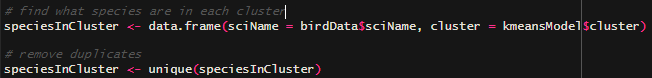 # find what species are in each cluster
speciesInCluster <- data.frame(sciName = birdData$sciName, cluster = kmeansModel$cluster)
# remove duplicates
speciesInCluster <- unique(speciesInCluster)